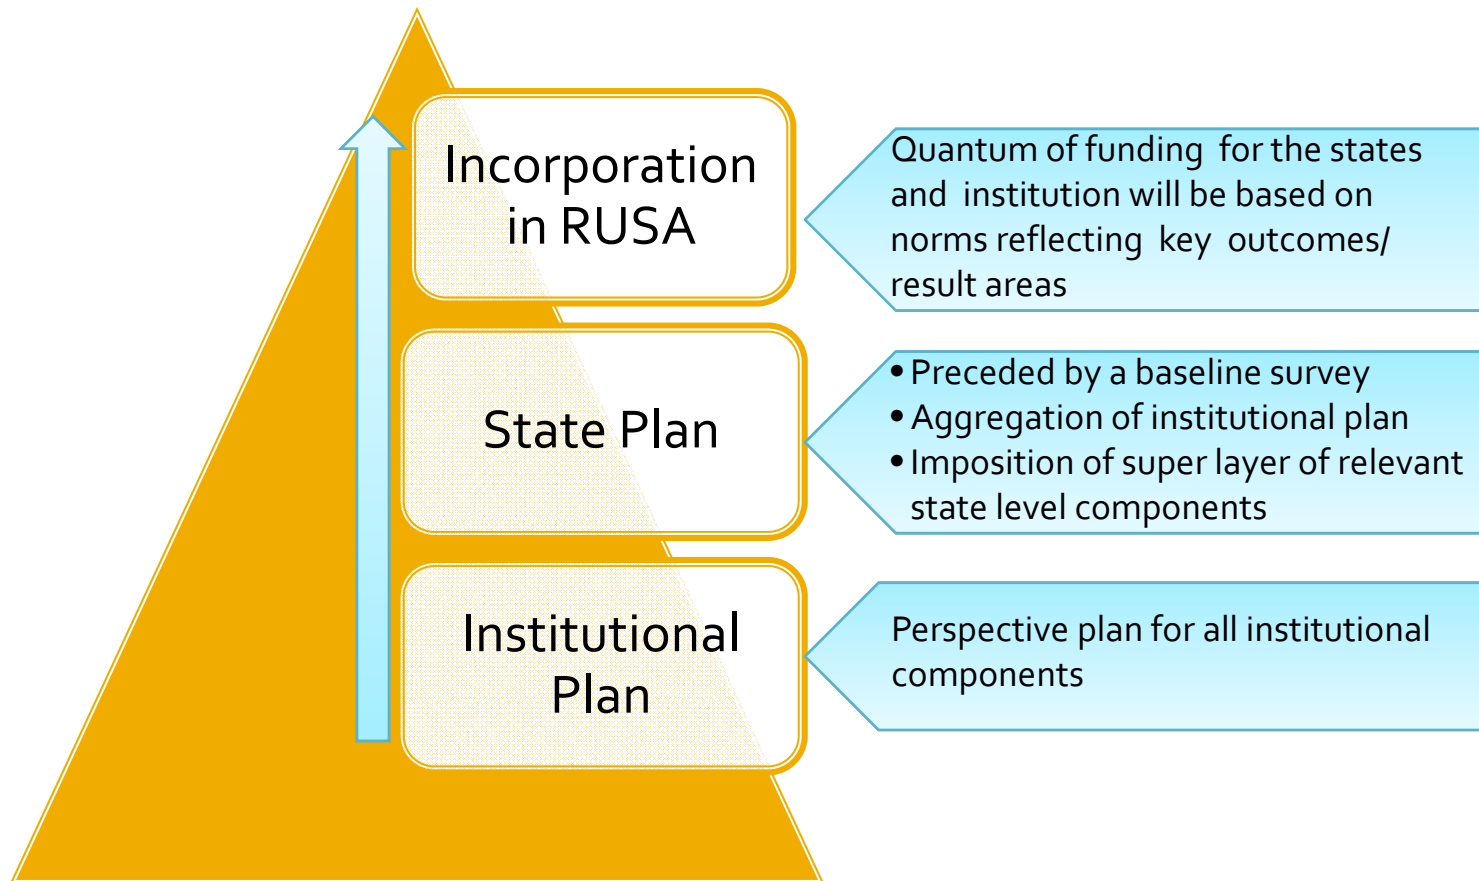 Incorporation
in RUSA
Quantum of funding for the states
and institution will be based on
norms reflecting key outcomes/
result areas
State Plan
• Preceded by a baseline survey
• Aggregation of institutional plan
• Imposition of super layer of relevant
state level components
Institutional
Plan
Perspective plan for all institutional
components